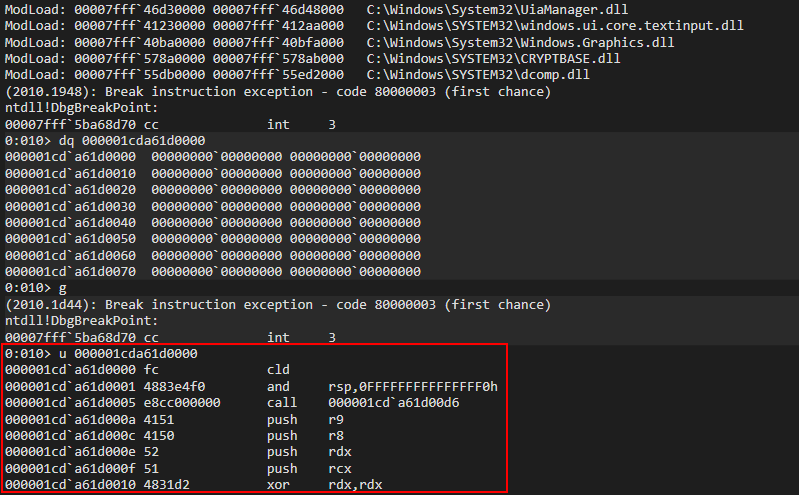 ModLoad: 00007fff`46d30000 00007fff`46d48000   C:\Windows\System32\UiaManager.dll
ModLoad: 00007fff`41230000 00007fff`412aa000   C:\Windows\SYSTEM32\windows.ui.core.textinput.dll
ModLoad: 00007fff`40ba0000 00007fff`40bfa000   C:\Windows\System32\Windows.Graphics.dll
ModLoad: 00007fff`578a0000 00007fff`578ab000   C:\Windows\SYSTEM32\CRYPTBASE.dll
ModLoad: 00007fff`55db0000 00007fff`55ed2000   C:\Windows\SYSTEM32\dcomp.dll
(2010.1948): Break instruction exception - code 80000003 (first chance)
ntdll!DbgBreakPoint:
00007fff`5ba68d70 cc              int     3
0:010> dq 000001cda61d0000
000001cd`a61d0000  00000000`00000000 00000000`00000000
000001cd`a61d0010  00000000`00000000 00000000`00000000
000001cd`a61d0020  00000000`00000000 00000000`00000000
000001cd`a61d0030  00000000`00000000 00000000`00000000
000001cd`a61d0040  00000000`00000000 00000000`00000000
000001cd`a61d0050  00000000`00000000 00000000`00000000
000001cd`a61d0060  00000000`00000000 00000000`00000000
000001cd`a61d0070  00000000`00000000 00000000`00000000
0:010> g
(2010.1d44): Break instruction exception - code 80000003 (first chance)
ntdll!DbgBreakPoint:
00007fff`5ba68d70 cc              int     3
0:010> u 000001cda61d0000
000001cd`a61d0000 fc              cld
000001cd`a61d0001 4883e4f0        and     rsp,0FFFFFFFFFFFFFFF0h
000001cd`a61d0005 e8cc000000      call    000001cd`a61d00d6
000001cd`a61d000a 4151            push    r9
000001cd`a61d000c 4150            push    r8
000001cd`a61d000e 52              push    rdx
000001cd`a61d000f 51              push    rcx
000001cd`a61d0010 4831d2          xor     rdx,rdx